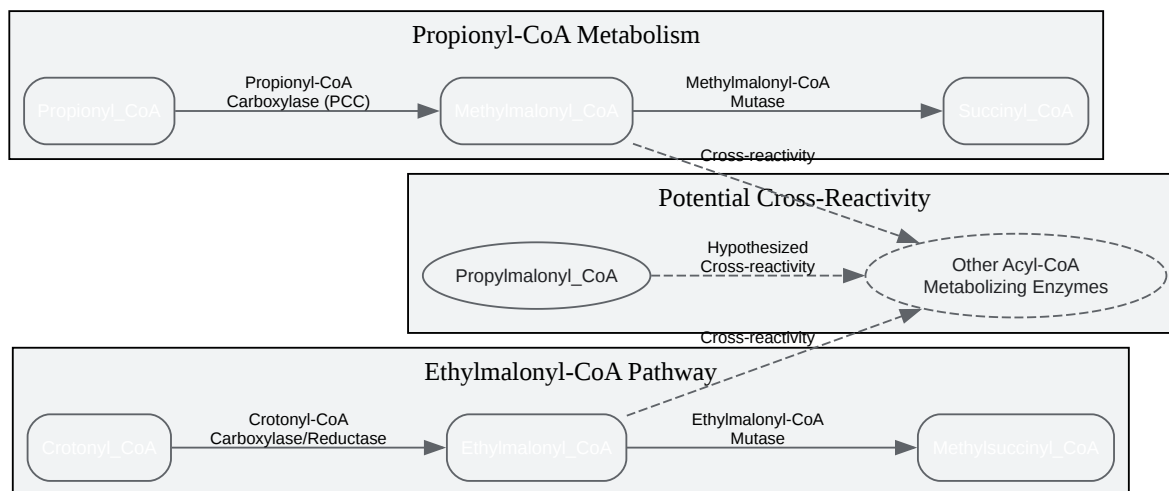 Propionyl-CoA Metabolism
Propionyl_CoA
Propionyl-CoA
Carboxylase (PCC)
Methylmalonyl_CoA
Methylmalonyl-CoA
Mutase
Succinyl_CoA
Cross-reactivity
Potential Cross-Reactivity
Propylmalonyl_CoA
Hypothesized
Cross-reactivity
Other Acyl-CoA
Metabolizing Enzymes
Cross-reactivity
Ethylmalonyl-CoA Pathway
Crotonyl_CoA
Crotonyl-CoA
Carboxylase/Reductase
Ethylmalonyl_CoA
Ethylmalonyl-CoA
Mutase
Methylsuccinyl_CoA